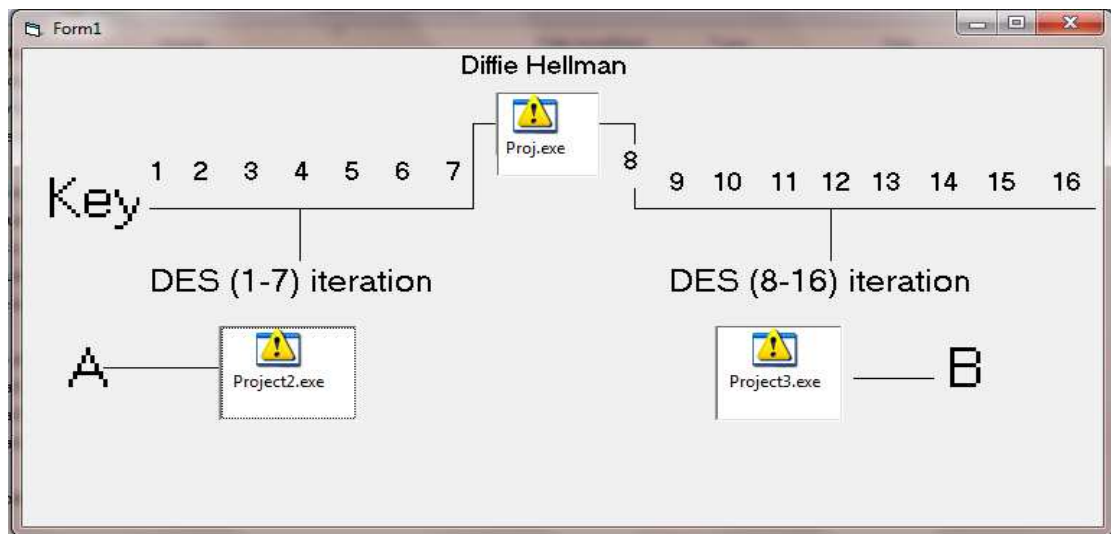 Form1
Diffie Hellman
Proj.exe
Key 1 2 3 4 5 6 7 8 9 10 11 12 13 14 15 16
DES (1-7) iteration DES (8-16) iteration
A Project2.exe Project3.exe B